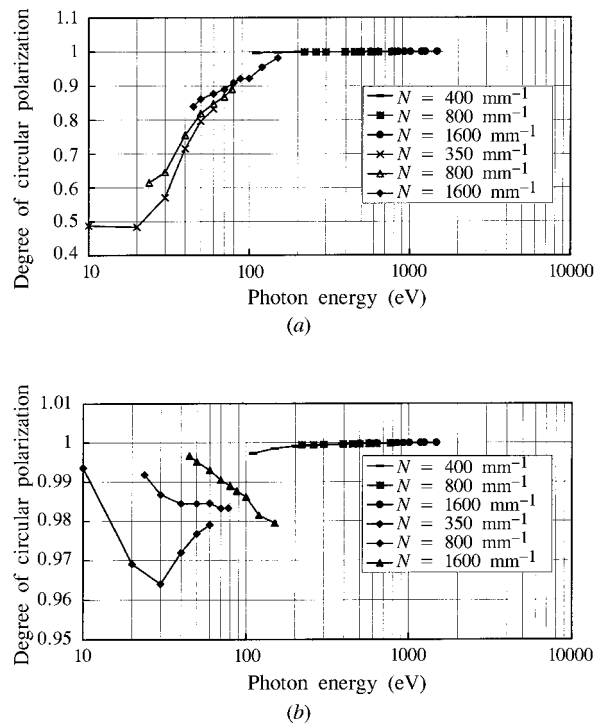 1.1
1
0.9
0.8
0.7
0.6
0.5
0.4
Degree of circular polarization
N = 400 mm⁻¹
N = 800 mm⁻¹
N = 1600 mm⁻¹
N = 350 mm⁻¹
N = 800 mm⁻¹
N = 1600 mm⁻¹
10 100 1000 10000
Photon energy (eV)
(a)
1.01
1
0.99
0.98
0.97
0.96
0.95
Degree of circular polarization
N = 400 mm⁻¹
N = 800 mm⁻¹
N = 1600 mm⁻¹
N = 350 mm⁻¹
N = 800 mm⁻¹
N = 1600 mm⁻¹
10 100 1000 10000
Photon energy (eV)
(b)